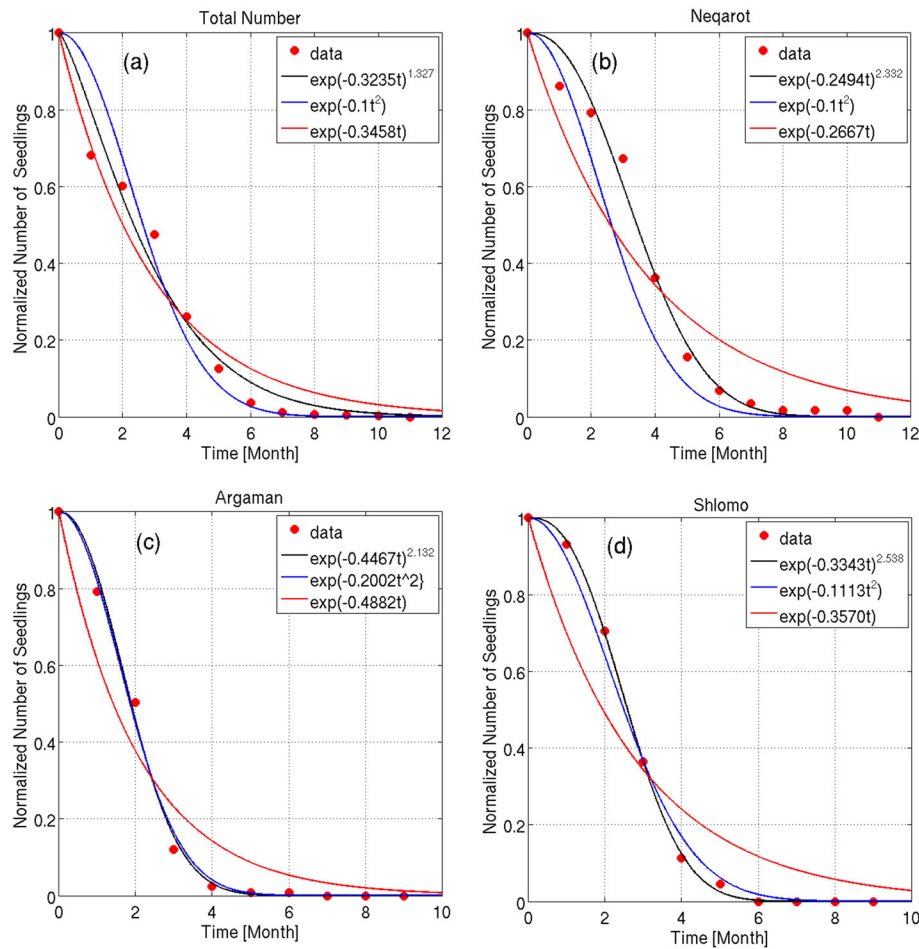 Total Number
(a)
data
exp(-0.3235t)^1.327
exp(-0.1t²)
exp(-0.3458t)
Normalized Number of Seedlings
1
0.8
0.6
0.4
0.2
0
0 2 4 6 8 10 12
Time [Month]
Neqarot
(b)
data
exp(-0.2494t)^2.332
exp(-0.1t²)
exp(-0.2667t)
Normalized Number of Seedlings
1
0.8
0.6
0.4
0.2
0
0 2 4 6 8 10 12
Time [Month]
Argaman
(c)
data
exp(-0.4467t)^2.132
exp(-0.2002t^2}
exp(-0.4882t)
Normalized Number of Seedlings
1
0.8
0.6
0.4
0.2
0
0 2 4 6 8 10
Time [Month]
Shlomo
(d)
data
exp(-0.3343t)^2.538
exp(-0.1113t²)
exp(-0.3570t)
Normalized Number of Seedlings
1
0.8
0.6
0.4
0.2
0
0 2 4 6 8 10
Time [Month]